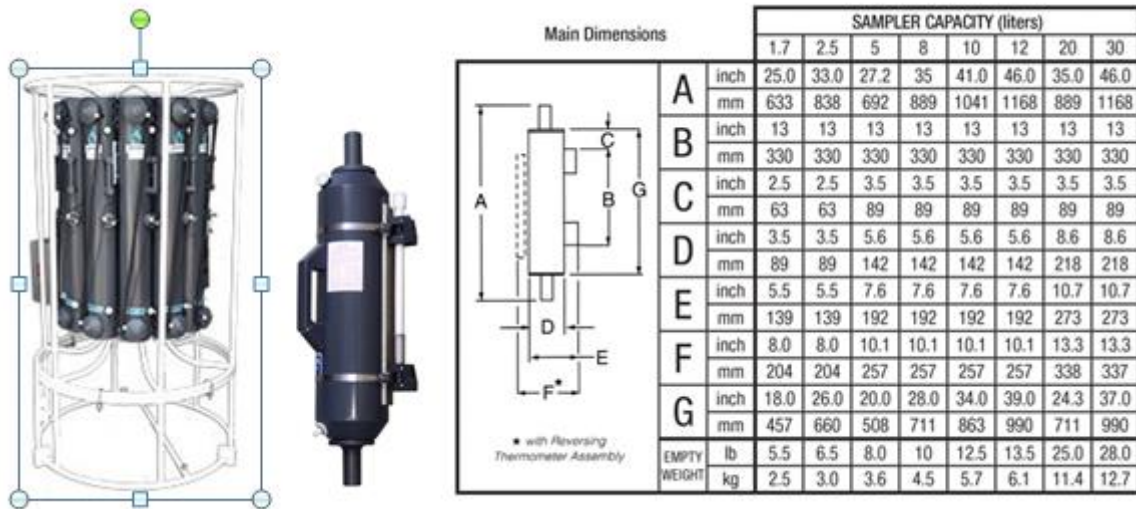 Main Dimensions
SAMPLER CAPACITY (liters)
1.7 2.5 5 8 10 12 20 30
A inch 25.0 33.0 27.2 35 41.0 46.0 35.0 46.0
mm 633 838 692 889 1041 1168 889 1168
B inch 13 13 13 13 13 13 13 13
mm 330 330 330 330 330 330 330 330
C inch 2.5 2.5 3.5 3.5 3.5 3.5 3.5 3.5
mm 63 63 89 89 89 89 89 89
D inch 3.5 3.5 5.6 5.6 5.6 5.6 8.6 8.6
mm 89 89 142 142 142 142 218 218
E inch 5.5 5.5 7.6 7.6 7.6 7.6 10.7 10.7
mm 139 139 192 192 192 192 273 273
F inch 8.0 8.0 10.1 10.1 10.1 10.1 13.3 13.3
mm 204 204 257 257 257 257 338 337
G inch 18.0 26.0 20.0 28.0 34.0 39.0 24.3 37.0
mm 457 660 508 711 863 990 711 990
EMPTY WEIGHT lb 5.5 6.5 8.0 10 12.5 13.5 25.0 28.0
kg 2.5 3.0 3.6 4.5 5.7 6.1 11.4 12.7
C
A
B
G
D
E
F*
* with Reversing
Thermometer Assembly